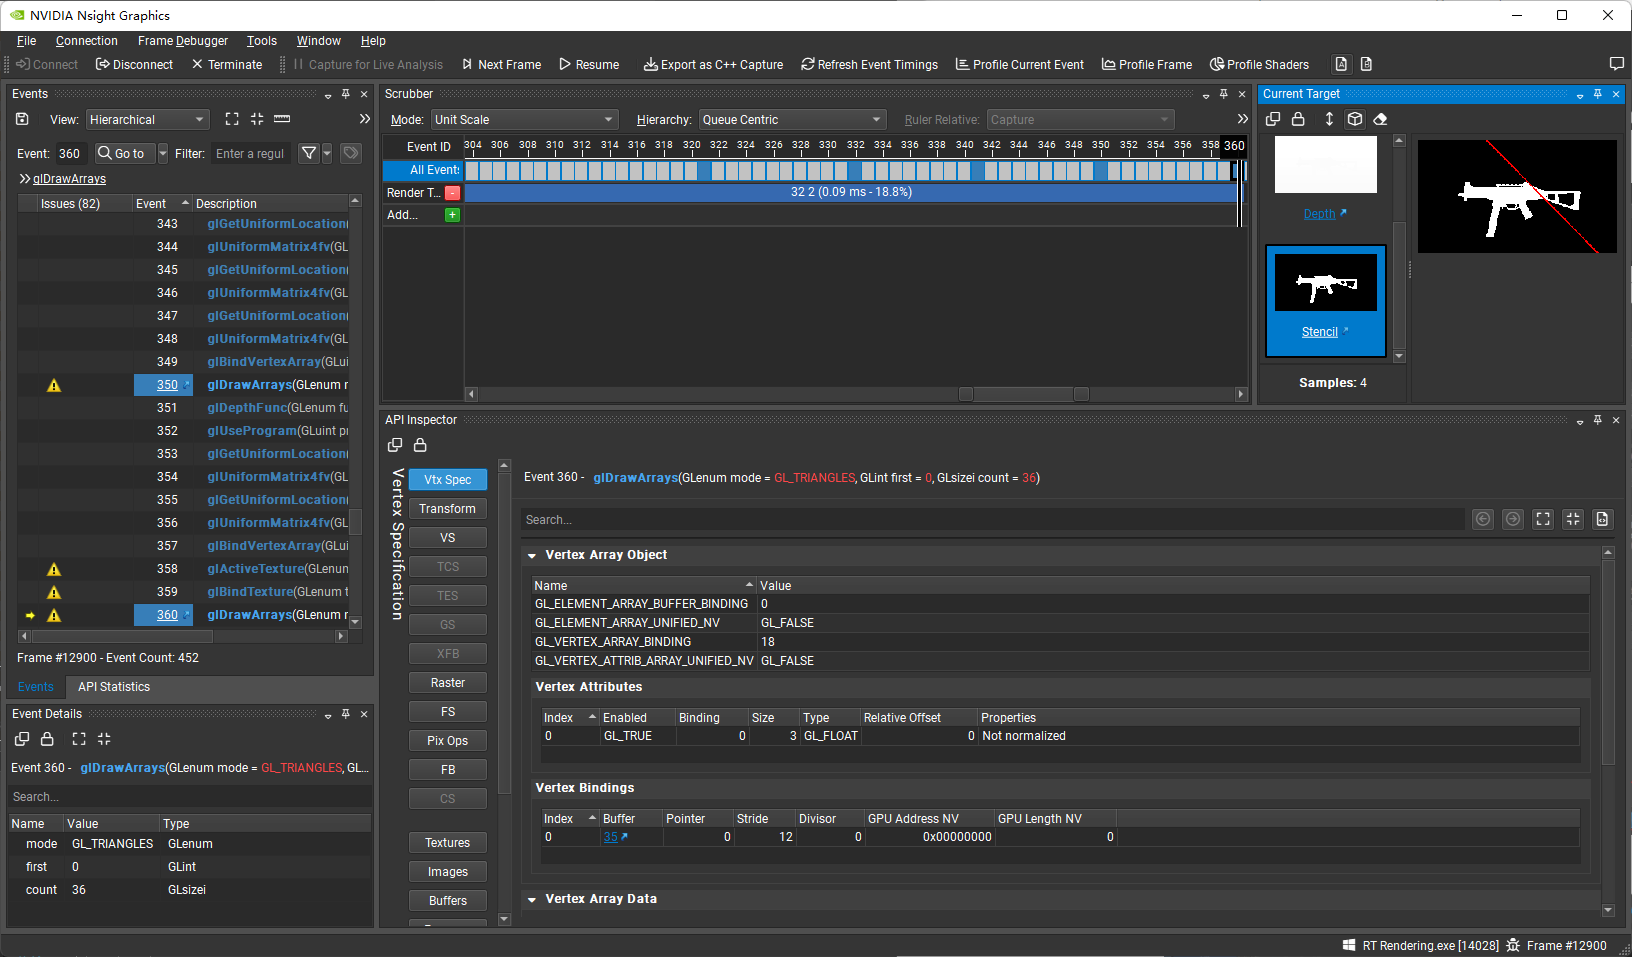 NVIDIA Nsight Graphics
File Connection Frame Debugger Tools Window Help
Connect Disconnect Terminate Capture for Live Analysis Next Frame Resume Export as C++ Capture Refresh Event Timings Profile Current Event Profile Frame Profile Shaders
Events
View: Hierarchical
Event: 360 Go to Filter: Enter a regul
glDrawArrays
Issues (82) Event Description
343 glGetUniformLocation(
344 glUniformMatrix4fv(GL
345 glGetUniformLocation(
346 glUniformMatrix4fv(GL
347 glGetUniformLocation(
348 glUniformMatrix4fv(GL
349 glBindVertexArray(GLui
350 glDrawArrays(GLenum r
351 glDepthFunc(GLenum fu
352 glUseProgram(GLuint p
353 glGetUniformLocation(
354 glUniformMatrix4fv(GL
355 glGetUniformLocation(
356 glUniformMatrix4fv(GL
357 glBindVertexArray(GLui
358 glActiveTexture(GLenun
359 glBindTexture(GLenum t
360 glDrawArrays(GLenum r
Frame #12900 - Event Count: 452
Events API Statistics
Event Details
Event 360 - glDrawArrays(GLenum mode = GL_TRIANGLES, GL...
Search...
Name Value Type
mode GL_TRIANGLES GLenum
first 0 GLint
count 36 GLsizei
Scrubber
Mode: Unit Scale Hierarchy: Queue Centric Ruler Relative: Capture
Event ID 304 306 308 310 312 314 316 318 320 322 324 326 328 330 332 334 336 338 340 342 344 346 348 350 352 354 356 358 360
All Event
Render T... - 32 2 (0.09 ms - 18.8%)
Add... +
Current Target
Depth
Stencil
Samples: 4
API Inspector
Vertex Specification
Vtx Spec
Transform
VS
TCS
TES
GS
XFB
Raster
FS
Pix Ops
FB
CS
Textures
Images
Buffers
Event 360 - glDrawArrays(GLenum mode = GL_TRIANGLES, GLint first = 0, GLsizei count = 36)
Search...
Vertex Array Object
Name Value
GL_ELEMENT_ARRAY_BUFFER_BINDING 0
GL_ELEMENT_ARRAY_UNIFIED_NV GL_FALSE
GL_VERTEX_ARRAY_BINDING 18
GL_VERTEX_ATTRIB_ARRAY_UNIFIED_NV GL_FALSE
Vertex Attributes
Index Enabled Binding Size Type Relative Offset Properties
0 GL_TRUE 0 3 GL_FLOAT 0 Not normalized
Vertex Bindings
Index Buffer Pointer Stride Divisor GPU Address NV GPU Length NV
0 35 0 12 0 0x00000000 0
Vertex Array Data
RT Rendering.exe [14028] Frame #12900